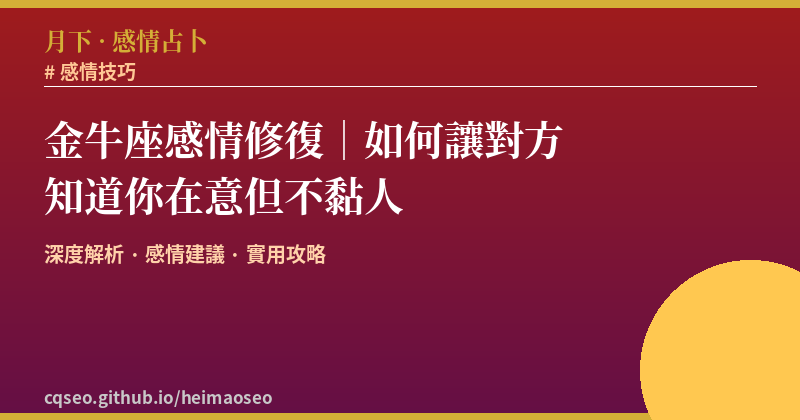 月下 · 感情占卜
# 感情技巧
金牛座感情修復｜如何讓對方
知道你在意但不黏人
深度解析 · 感情建議 · 實用攻略
cqseo.github.io/heimaoseo